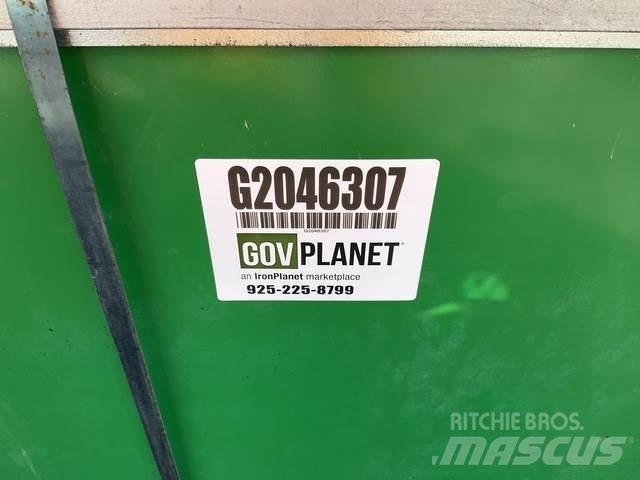 G2046307
G2046307
GOV PLANET®
an IronPlanet marketplace
925-225-8799
RITCHIE BROS.
MASCUS